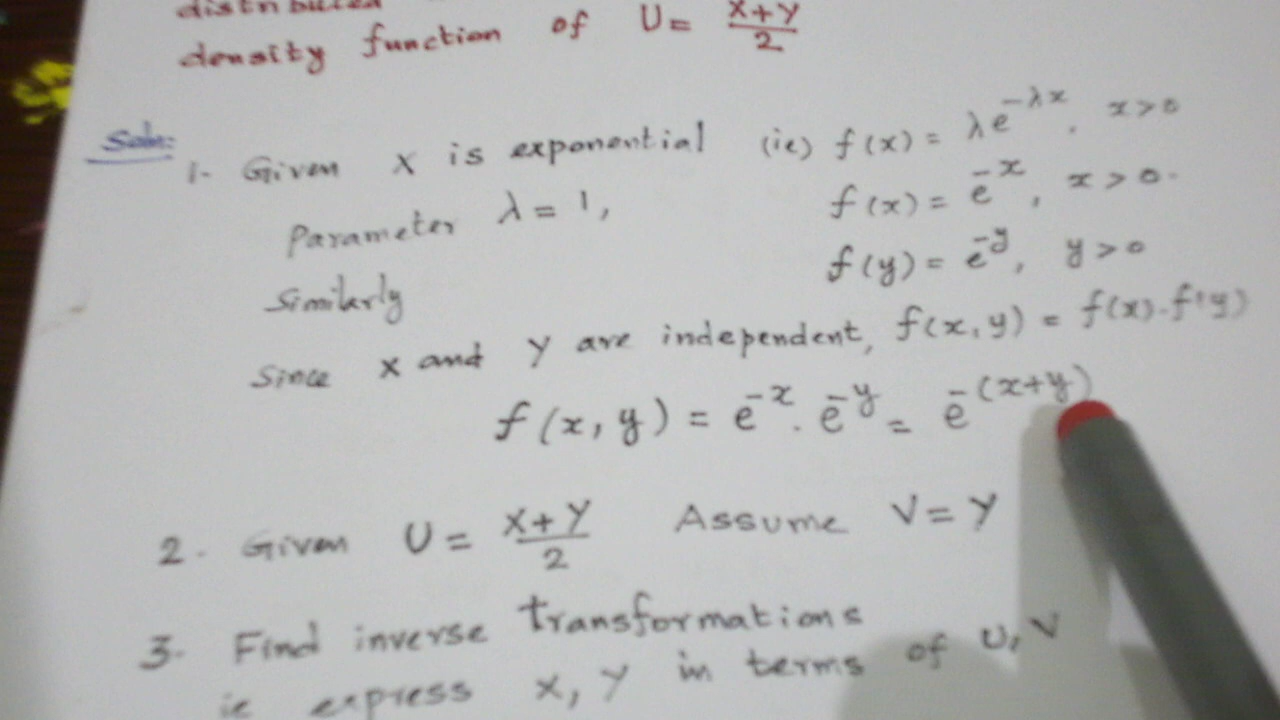 distributed
density function of U = X+Y/2
Soln:
1. Given X is exponential (ie) f(x) = λe^-λx, x>0
Parameter λ = 1, f(x) = e^-x, x>0.
Similarly f(y) = e^-y, y>0
Since X and Y are independent, f(x,y) = f(x).f(y)
f(x,y) = e^-x . e^-y = e^-(x+y)
2. Given U = X+Y/2 Assume V = Y
3. Find inverse transformations
ie express X, Y in terms of U, V